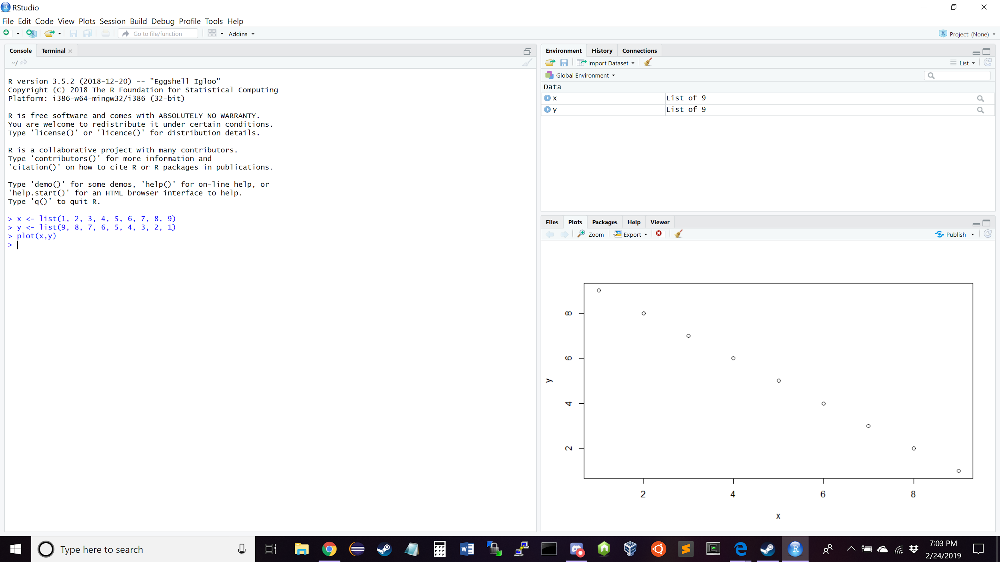 RStudio
File Edit Code View Plots Session Build Debug Profile Tools Help
Go to file/function Addins Project: (None)
Console Terminal
~/
R version 3.5.2 (2018-12-20) -- "Eggshell Igloo"
Copyright (C) 2018 The R Foundation for Statistical Computing
Platform: i386-w64-mingw32/i386 (32-bit)
R is free software and comes with ABSOLUTELY NO WARRANTY.
You are welcome to redistribute it under certain conditions.
Type 'license()' or 'licence()' for distribution details.
R is a collaborative project with many contributors.
Type 'contributors()' for more information and
'citation()' on how to cite R or R packages in publications.
Type 'demo()' for some demos, 'help()' for on-line help, or
'help.start()' for an HTML browser interface to help.
Type 'q()' to quit R.
> x <- list(1, 2, 3, 4, 5, 6, 7, 8, 9)
> y <- list(9, 8, 7, 6, 5, 4, 3, 2, 1)
> plot(x,y)
>
Environment History Connections
Import Dataset List
Global Environment
Data
x List of 9
y List of 9
Files Plots Packages Help Viewer
Zoom Export Publish
8
6
y
4
2
2 4 6 8
x
Type here to search
7:03 PM
2/24/2019